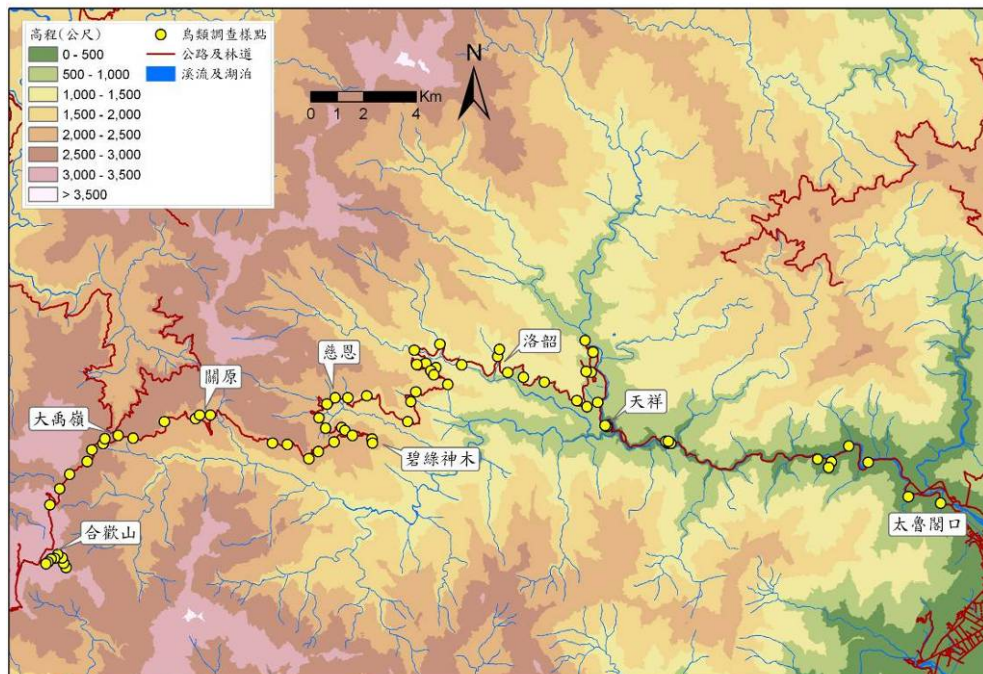 高程(公尺)
0 - 500
500 - 1,000
1,000 - 1,500
1,500 - 2,000
2,000 - 2,500
2,500 - 3,000
3,000 - 3,500
> 3,500
鳥類調查樣點
公路及林道
溪流及湖泊
N
Km
0 1 2 4
慈恩
洛韶
關原
大禹嶺
天祥
碧綠神木
太魯閣口
合歡山